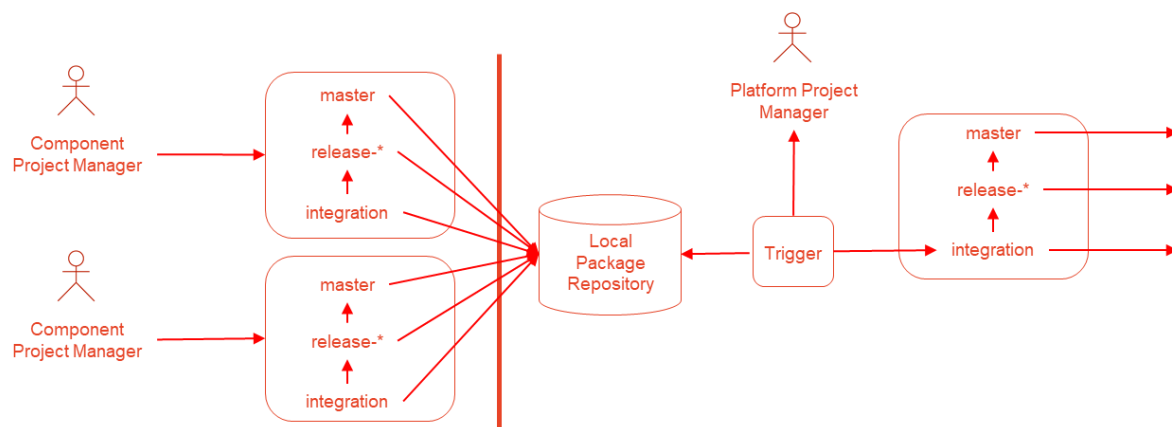 Component
Project Manager
master
release-*
integration
Component
Project Manager
master
release-*
integration
Local
Package
Repository
Platform Project
Manager
Trigger
master
release-*
integration